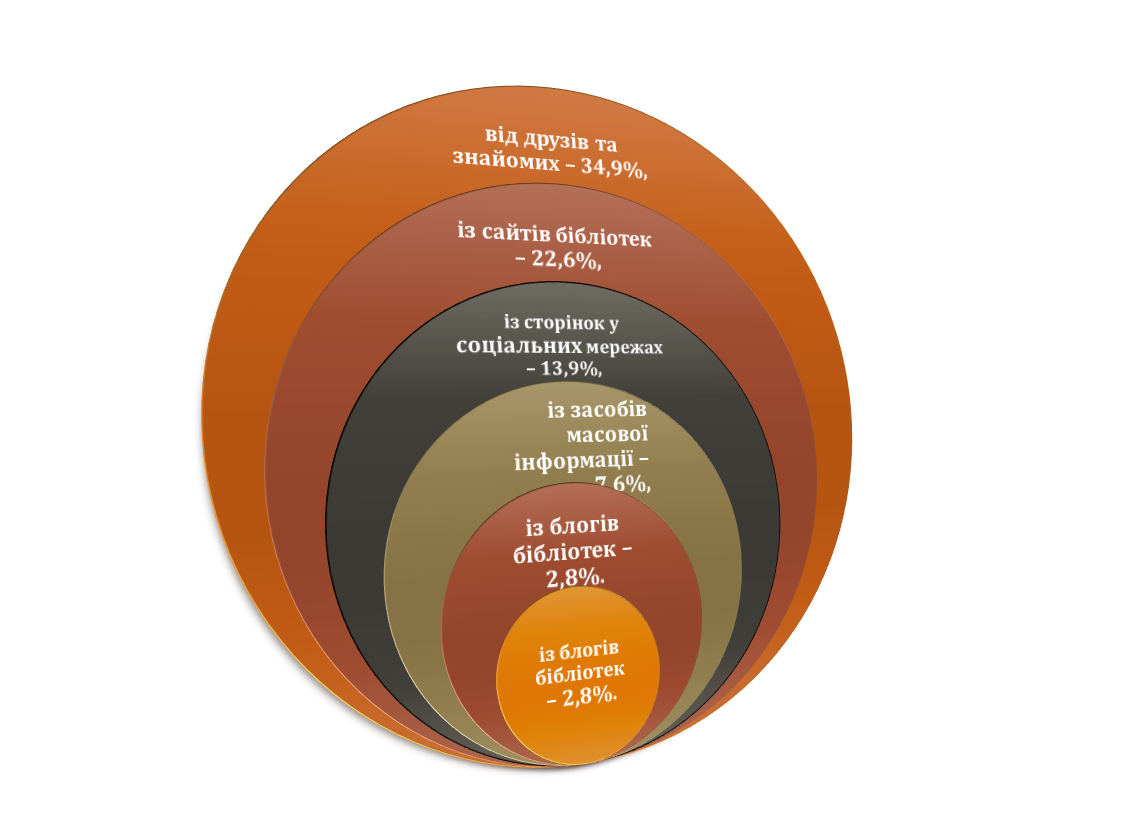 від друзів та
знайомих – 34,9%,
із сайтів бібліотек
– 22,6%,
із сторінок у
соціальних мережах
– 13,9%,
із засобів
масової
інформації –
7,6%,
із блогів
бібліотек –
2,8%.
із блогів
бібліотек
– 2,8%.